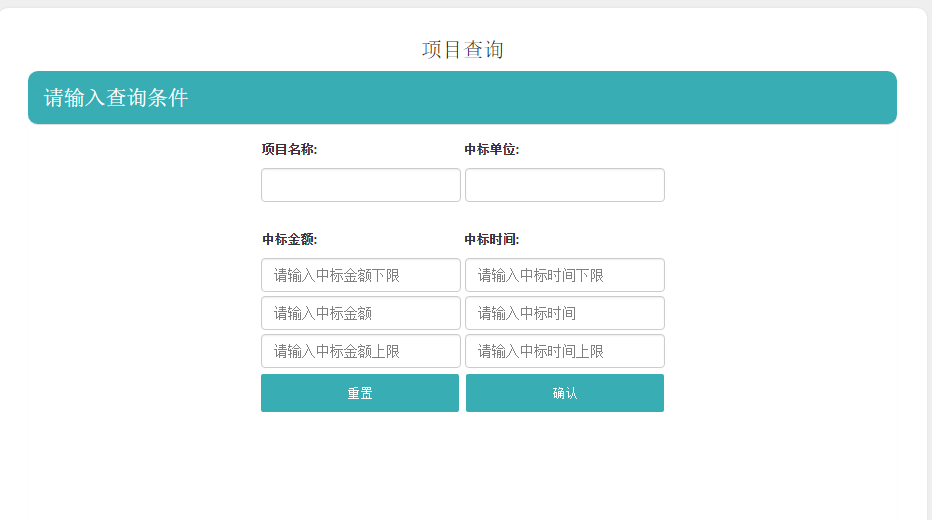 项目查询
请输入查询条件
项目名称: 中标单位:
中标金额: 中标时间:
请输入中标金额下限 请输入中标时间下限
请输入中标金额 请输入中标时间
请输入中标金额上限 请输入中标时间上限
重置 确认